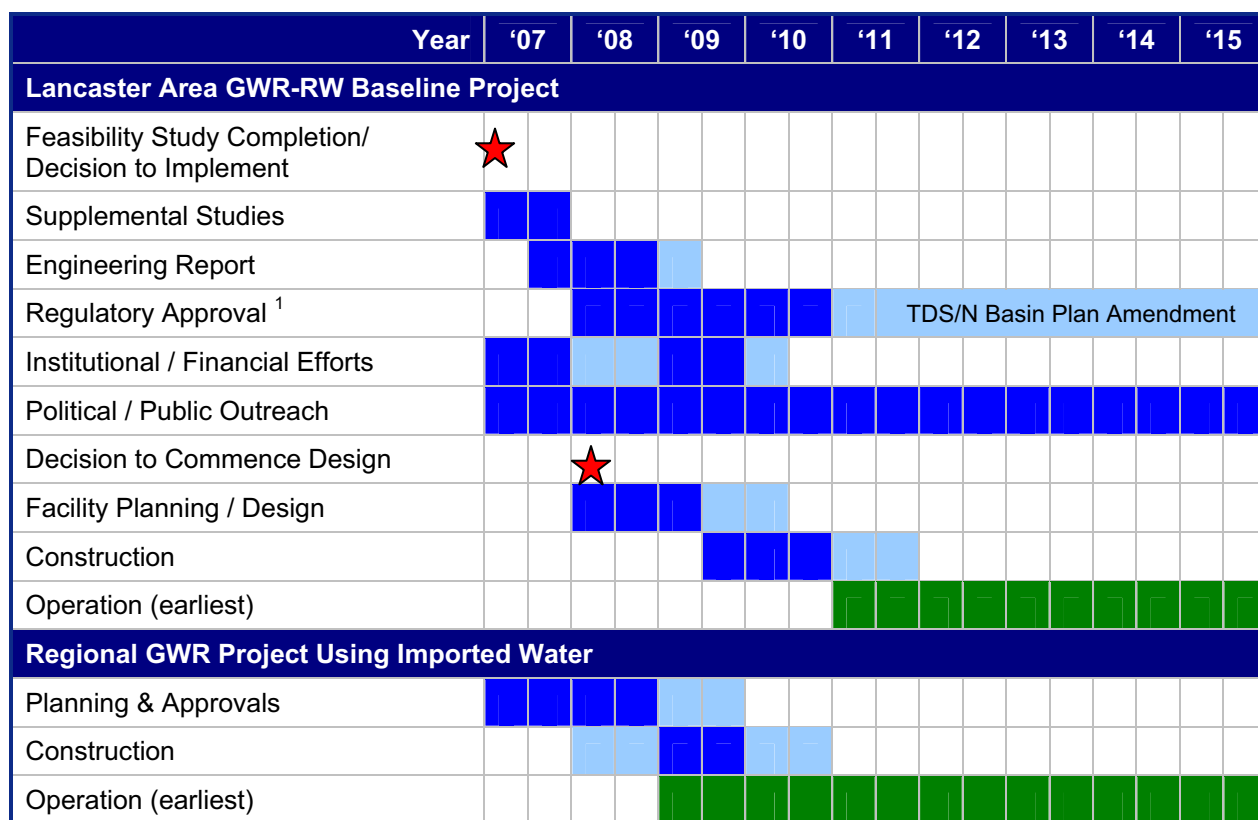 Year ‘07 ‘08 ‘09 ‘10 ‘11 ‘12 ‘13 ‘14 ‘15
Lancaster Area GWR-RW Baseline Project
Feasibility Study Completion/
Decision to Implement
Supplemental Studies
Engineering Report
Regulatory Approval 1 TDS/N Basin Plan Amendment
Institutional / Financial Efforts
Political / Public Outreach
Decision to Commence Design
Facility Planning / Design
Construction
Operation (earliest)
Regional GWR Project Using Imported Water
Planning & Approvals
Construction
Operation (earliest)